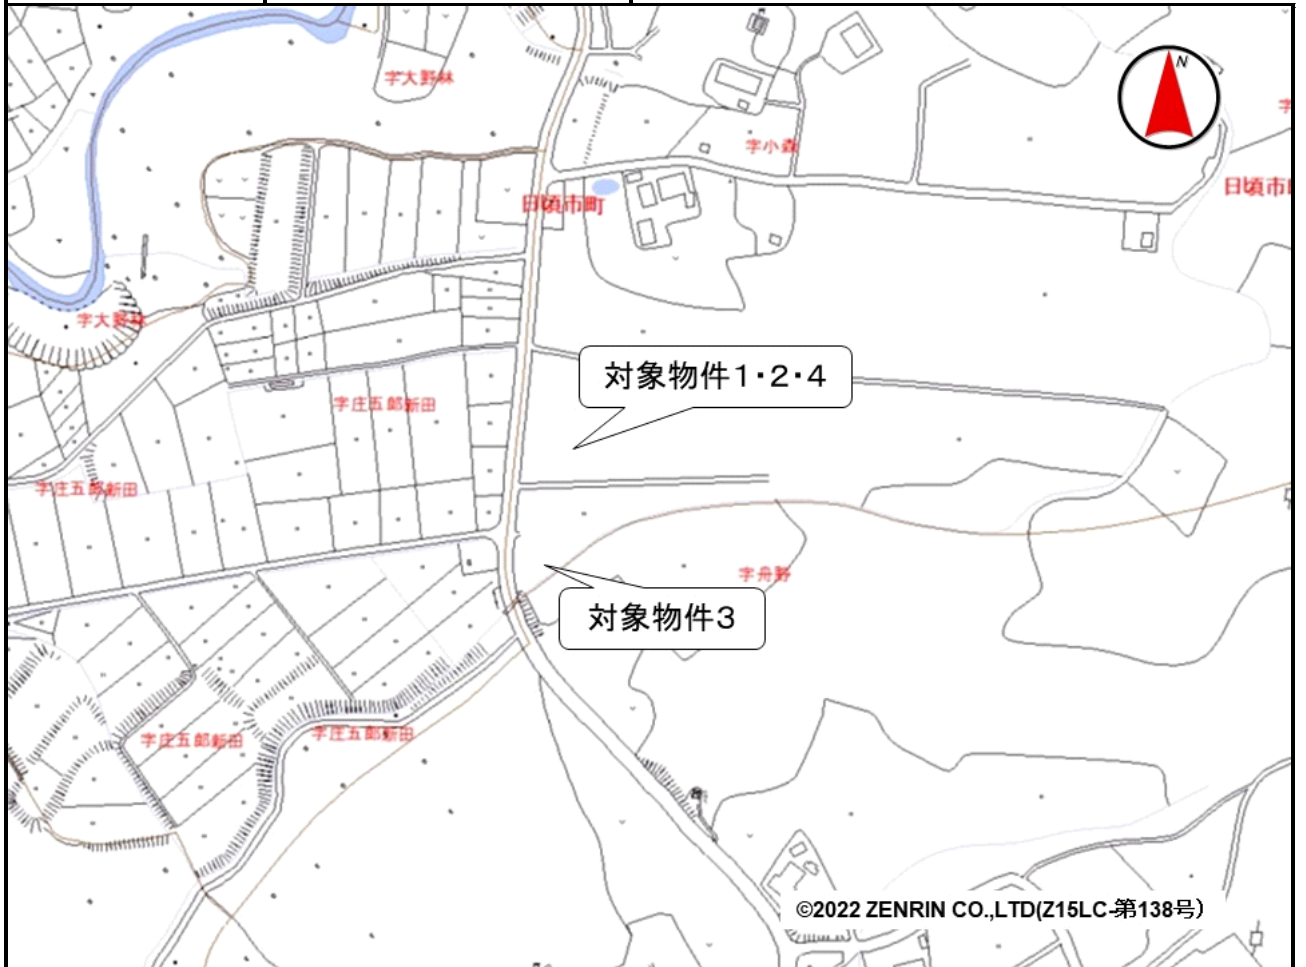 字大野林
N
字小森
日頃市町
日頃市
字大野林
対象物件1・2・4
字庄五郎新田
字庄五郎新田
字舟野
対象物件3
字庄五郎新田
字庄五郎新田
©2022 ZENRIN CO.,LTD(Z15LC-第138号)